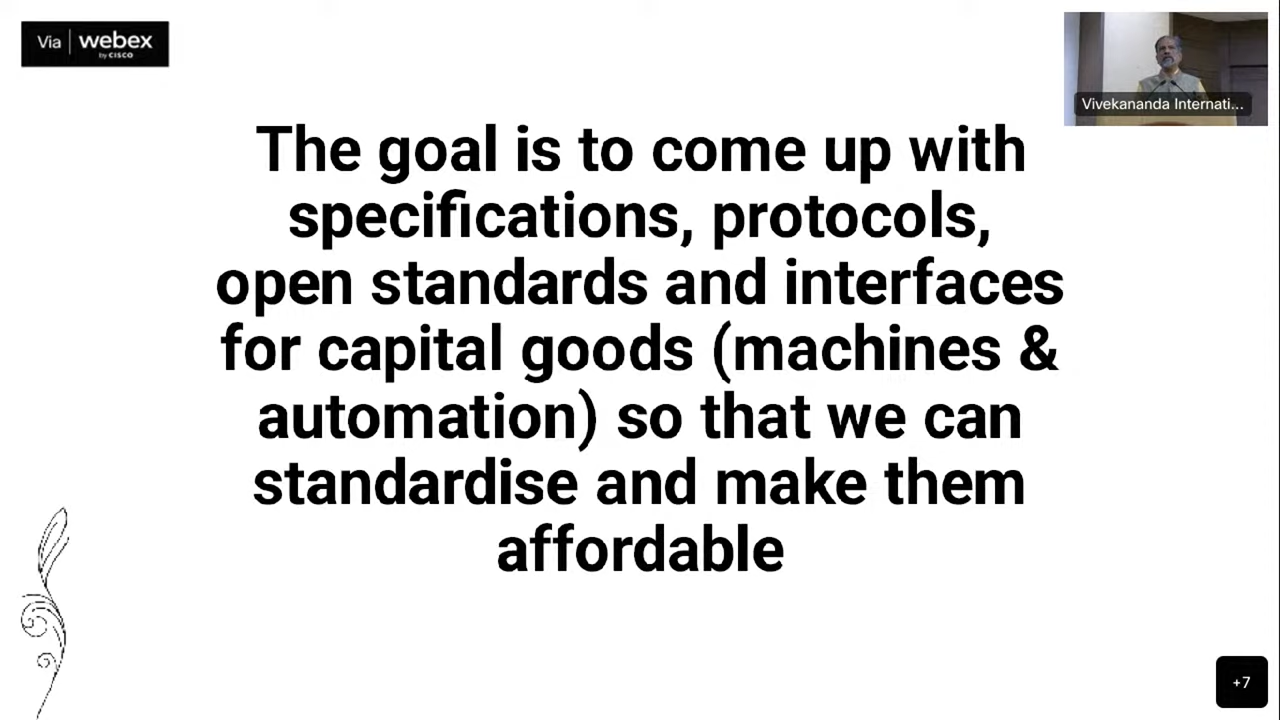 Via | webex
by CISCO
Vivekananda Internati...
The goal is to come up with
specifications, protocols,
open standards and interfaces
for capital goods (machines &
automation) so that we can
standardise and make them
affordable
+7